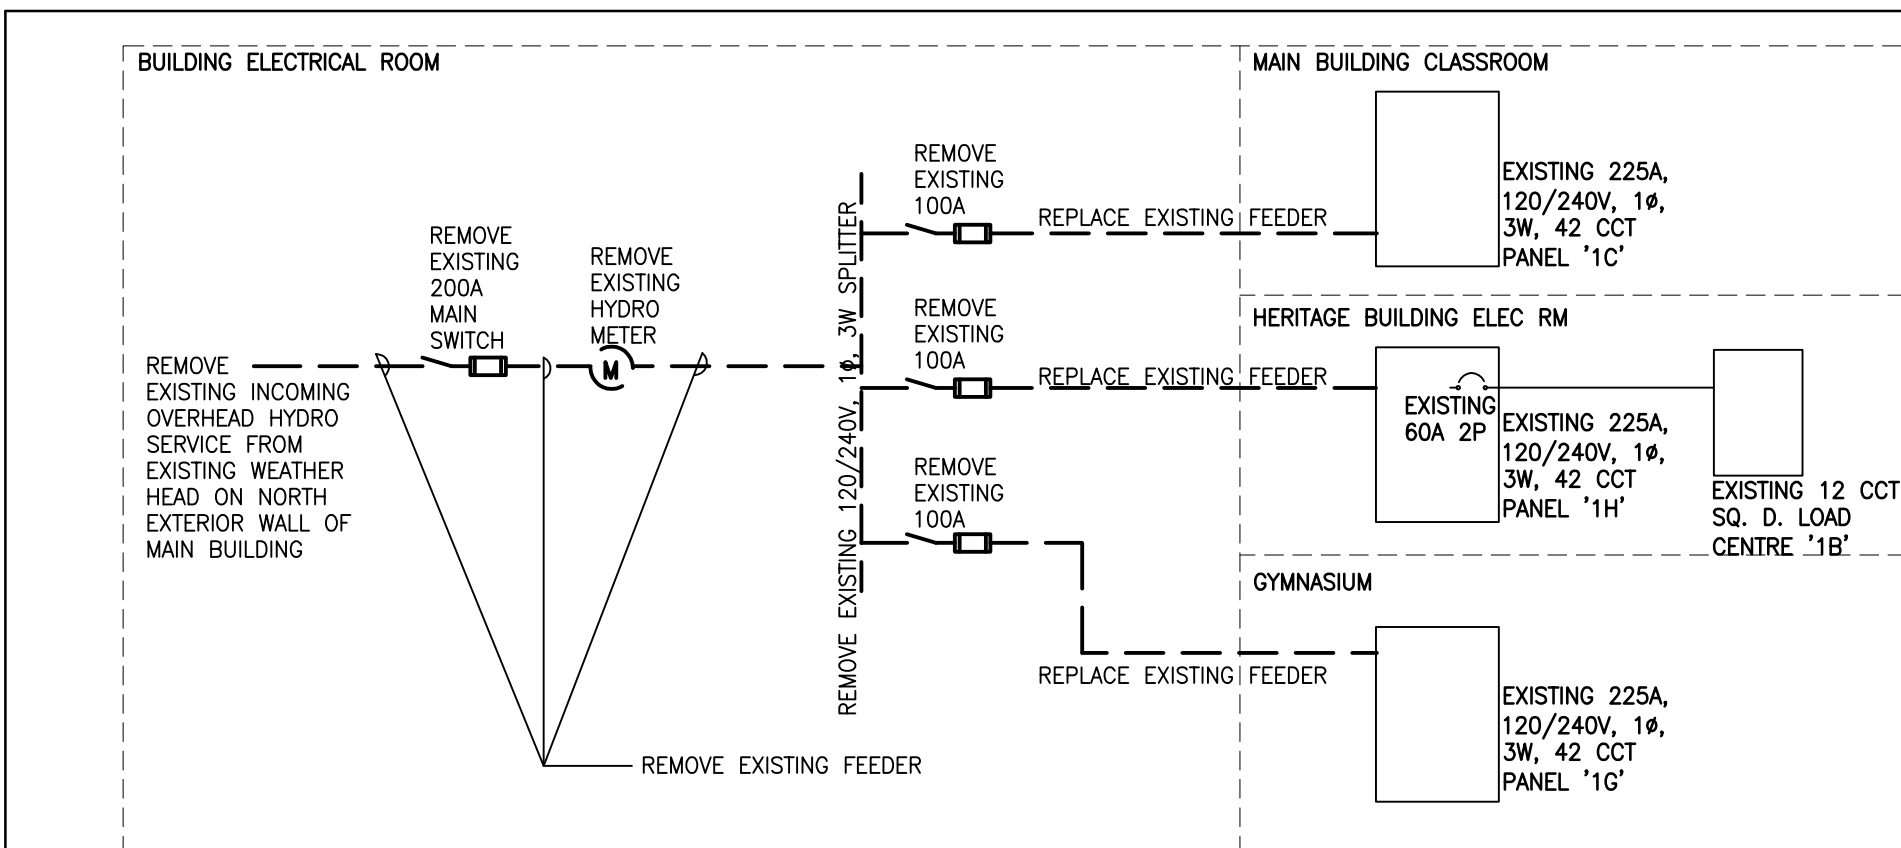 BUILDING ELECTRICAL ROOM
REMOVE
EXISTING INCOMING
OVERHEAD HYDRO
SERVICE FROM
EXISTING WEATHER
HEAD ON NORTH
EXTERIOR WALL OF
MAIN BUILDING
REMOVE
EXISTING
200A
MAIN
SWITCH
REMOVE
EXISTING
HYDRO
METER
M
REMOVE EXISTING FEEDER
REMOVE EXISTING 120/240V, 1ø, 3W SPLITTER
REMOVE
EXISTING
100A
REPLACE EXISTING FEEDER
REMOVE
EXISTING
100A
REPLACE EXISTING FEEDER
REMOVE
EXISTING
100A
REPLACE EXISTING FEEDER
MAIN BUILDING CLASSROOM
EXISTING 225A,
120/240V, 1ø,
3W, 42 CCT
PANEL '1C'
HERITAGE BUILDING ELEC RM
EXISTING
60A 2P
EXISTING 225A,
120/240V, 1ø,
3W, 42 CCT
PANEL '1H'
EXISTING 12 CCT
SQ. D. LOAD
CENTRE '1B'
GYMNASIUM
EXISTING 225A,
120/240V, 1ø,
3W, 42 CCT
PANEL '1G'